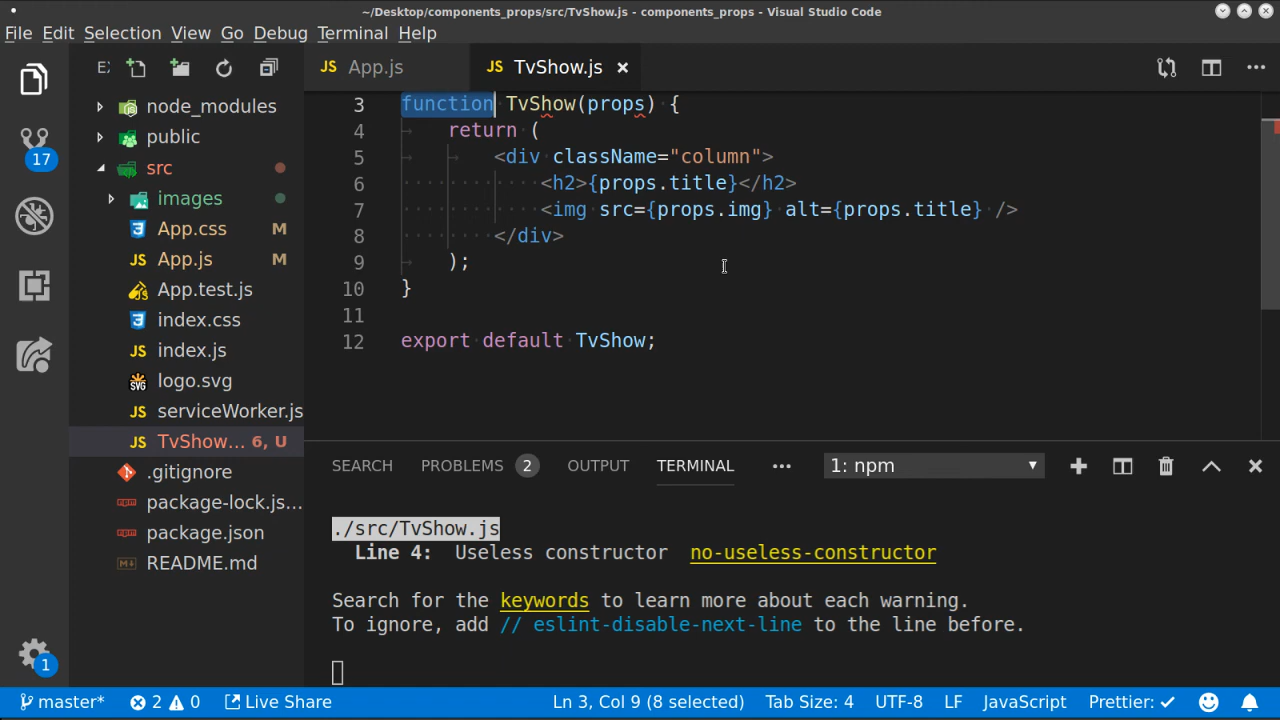 ~/Desktop/components_props/src/TvShow.js - components_props - Visual Studio Code
File Edit Selection View Go Debug Terminal Help
E:
JS App.js
JS TvShow.js
node_modules
public
src
images
App.css M
JS App.js M
App.test.js
index.css
JS index.js
SVG logo.svg
JS serviceWorker.js
JS TvShow... 6, U
.gitignore
package-lock.js...
package.json
README.md
17
1
3 function TvShow(props) {
4 return (
5 <div className="column">
6 <h2>{props.title}</h2>
7 <img src={props.img} alt={props.title} />
8 </div>
9 );
10 }
11
12 export default TvShow;
SEARCH PROBLEMS 2 OUTPUT TERMINAL ... 1: npm
./src/TvShow.js
Line 4: Useless constructor no-useless-constructor
Search for the keywords to learn more about each warning.
To ignore, add // eslint-disable-next-line to the line before.
master* 2 0 Live Share Ln 3, Col 9 (8 selected) Tab Size: 4 UTF-8 LF JavaScript Prettier: ✓